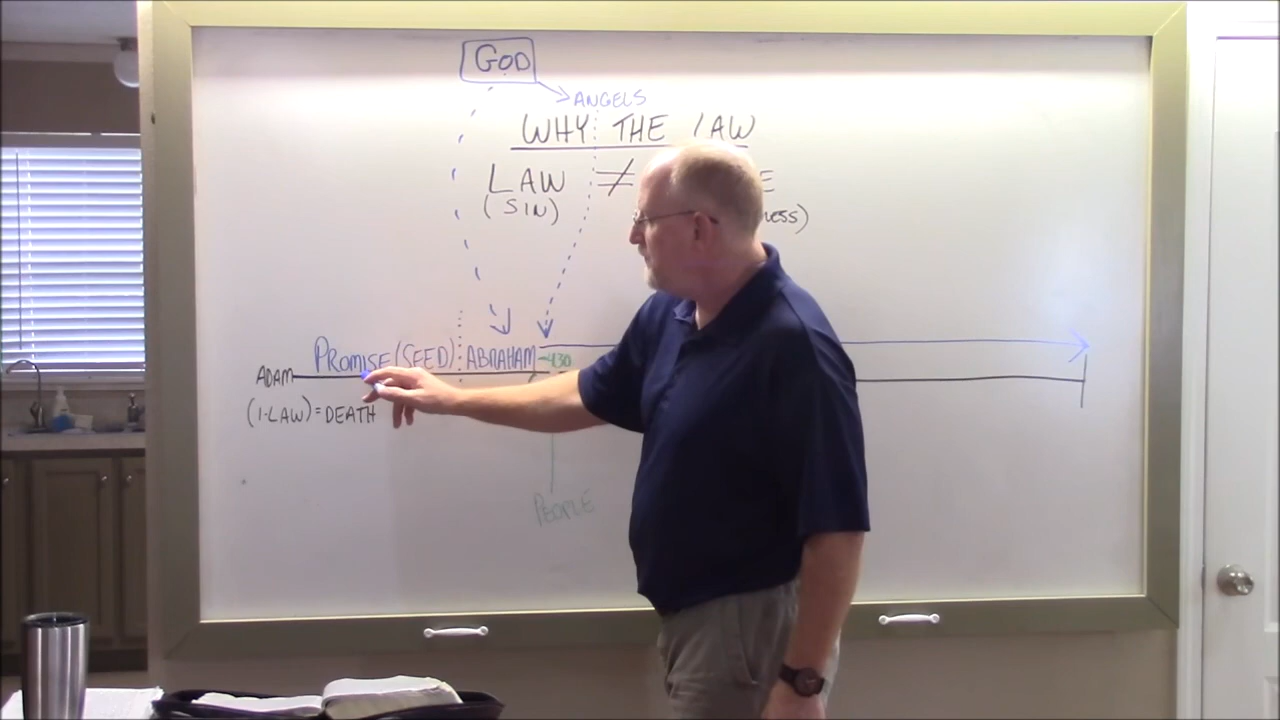 GOD
ANGELS
WHY THE LAW
LAW ≠
(SIN)
PROMISE (SEED) ABRAHAM -430
ADAM
(1-LAW) = DEATH
PEOPLE